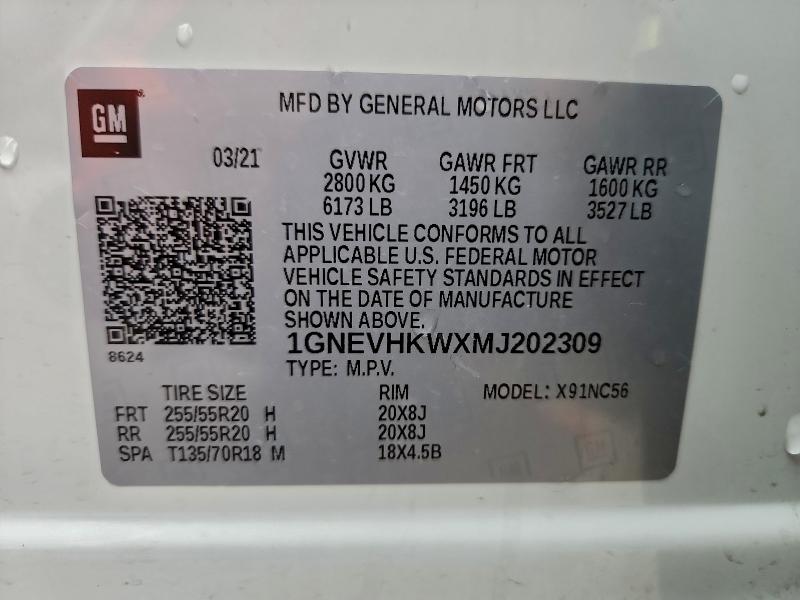 GM
MFD BY GENERAL MOTORS LLC
03/21 GVWR GAWR FRT GAWR RR
2800 KG 1450 KG 1600 KG
6173 LB 3196 LB 3527 LB
THIS VEHICLE CONFORMS TO ALL
APPLICABLE U.S. FEDERAL MOTOR
VEHICLE SAFETY STANDARDS IN EFFECT
ON THE DATE OF MANUFACTURE
SHOWN ABOVE.
8624
1GNEVHKWXMJ202309
TYPE: M.P.V.
TIRE SIZE RIM MODEL: X91NC56
FRT 255/55R20 H 20X8J
RR 255/55R20 H 20X8J
SPA T135/70R18 M 18X4.5B
GM
GM